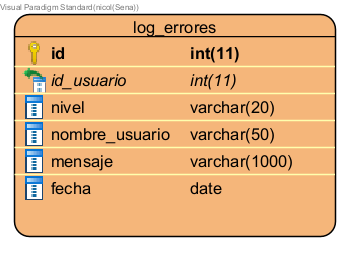 Visual Paradigm Standard(nicol(Sena))
log_errores
id int(11)
id_usuario int(11)
nivel varchar(20)
nombre_usuario varchar(50)
mensaje varchar(1000)
fecha date